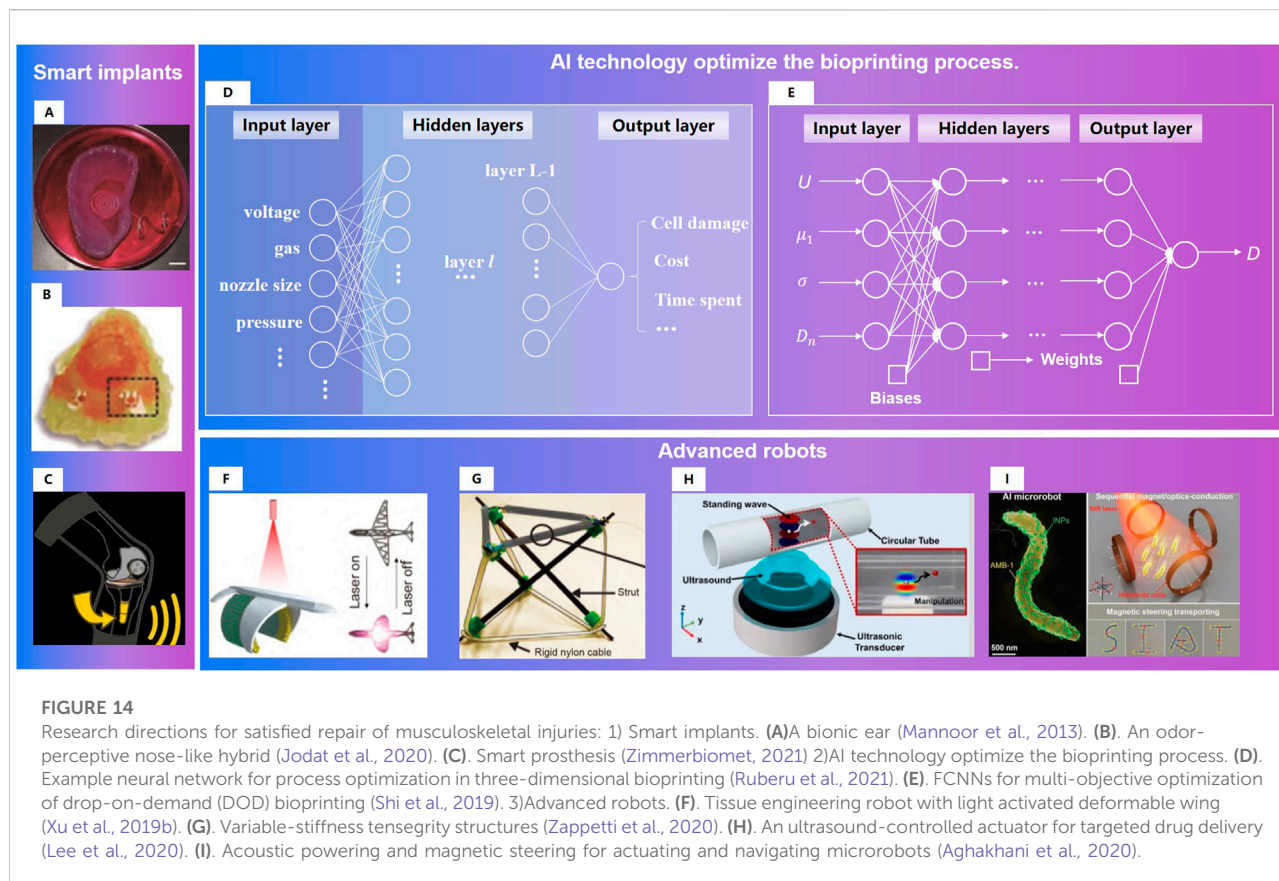 Smart implants
A
B
C
AI technology optimize the bioprinting process.
D
Input layer
Hidden layers
Output layer
layer L-1
voltage
gas
nozzle size
pressure
⋮
⋮
⋮
layer l
...
⋮
Cell damage
Cost
Time spent
...
E
Input layer
Hidden layers
Output layer
U
...
μ₁
...
σ
...
Dₙ
...
D
Weights
Biases
Advanced robots
F
Laser on
Laser off
G
Strut
Rigid nylon cable
H
Standing wave
Circular Tube
Ultrasound
Manipulation
z
y
x
Ultrasonic
Transducer
I
AI microrobot
INPs
AMB-1
500 nm
Sequential magnet/optics-conduction
NIR laser
Helmholtz coils
Magnetic steering transporting
S I A T
FIGURE 14
Research directions for satisfied repair of musculoskeletal injuries: 1) Smart implants. (A)A bionic ear (Mannoor et al., 2013). (B). An odor-
perceptive nose-like hybrid (Jodat et al., 2020). (C). Smart prosthesis (Zimmerbiomet, 2021) 2)AI technology optimize the bioprinting process. (D).
Example neural network for process optimization in three-dimensional bioprinting (Ruberu et al., 2021). (E). FCNNs for multi-objective optimization
of drop-on-demand (DOD) bioprinting (Shi et al., 2019). 3)Advanced robots. (F). Tissue engineering robot with light activated deformable wing
(Xu et al., 2019b). (G). Variable-stiffness tensegrity structures (Zappetti et al., 2020). (H). An ultrasound-controlled actuator for targeted drug delivery
(Lee et al., 2020). (I). Acoustic powering and magnetic steering for actuating and navigating microrobots (Aghakhani et al., 2020).